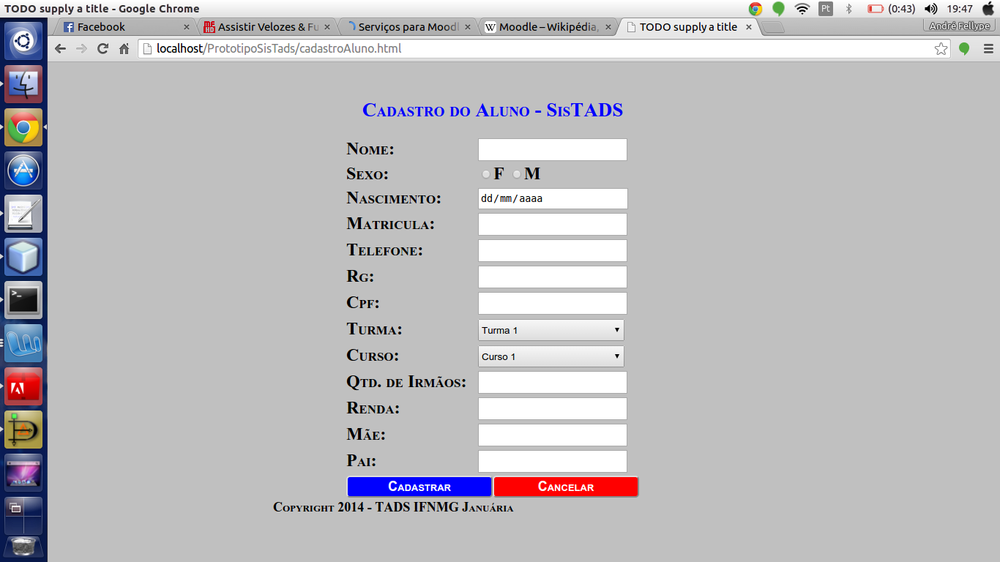 TODO supply a title - Google Chrome
Pt (0:43) 19:47
Facebook × Assistir Velozes & Fu × Serviços para Moodl × Moodle – Wikipédia, × TODO supply a title × André Fellype
localhost/PrototipoSisTads/cadastroAluno.html
Cadastro do Aluno - SisTADS
Nome:
Sexo: F M
Nascimento: dd/mm/aaaa
Matricula:
Telefone:
Rg:
Cpf:
Turma: Turma 1
Curso: Curso 1
Qtd. de Irmãos:
Renda:
Mãe:
Pai:
Cadastrar Cancelar
Copyright 2014 - TADS IFNMG Januária